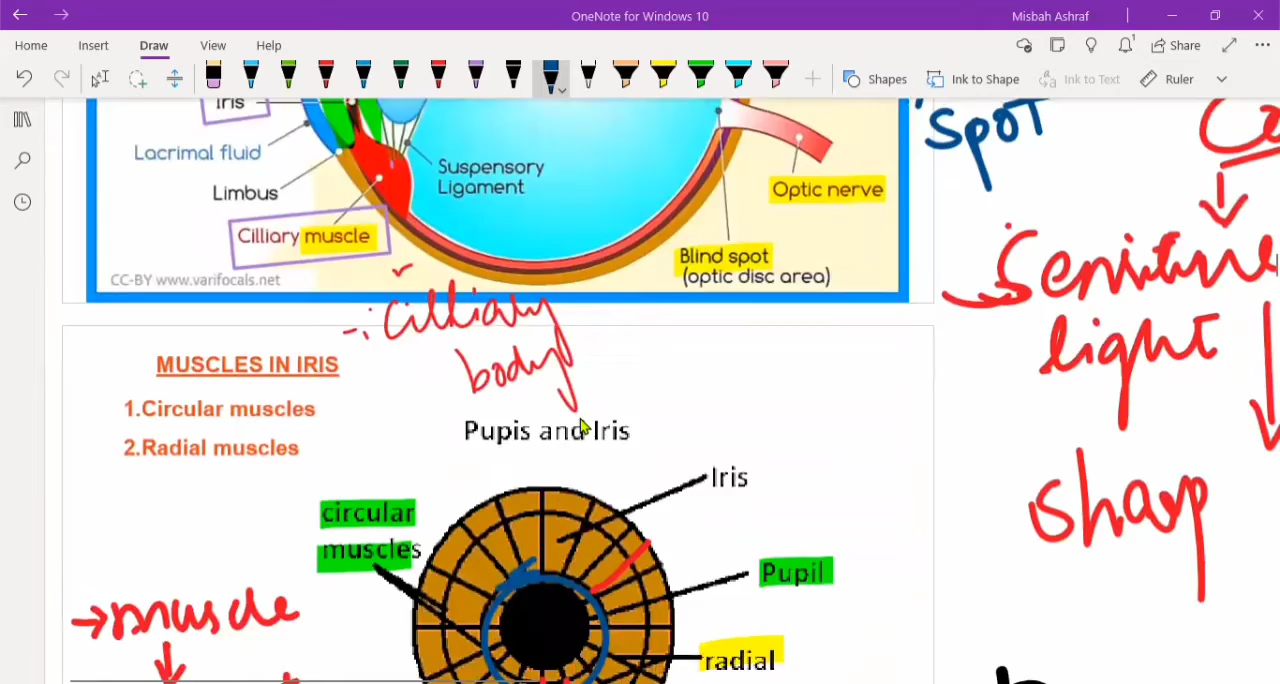 OneNote for Windows 10
Misbah Ashraf
Home Insert Draw View Help
Share
Shapes
Ink to Shape
Ink to Text
Ruler
Iris
Lacrimal fluid
Limbus
Cilliary muscle
Suspensory
Ligament
Optic nerve
Blind spot
(optic disc area)
CC-BY www.varifocals.net
spot
cilliary
body
light
sharp
MUSCLES IN IRIS
1.Circular muscles
2.Radial muscles
Pupis and Iris
Iris
circular
muscles
Pupil
radial
muscle